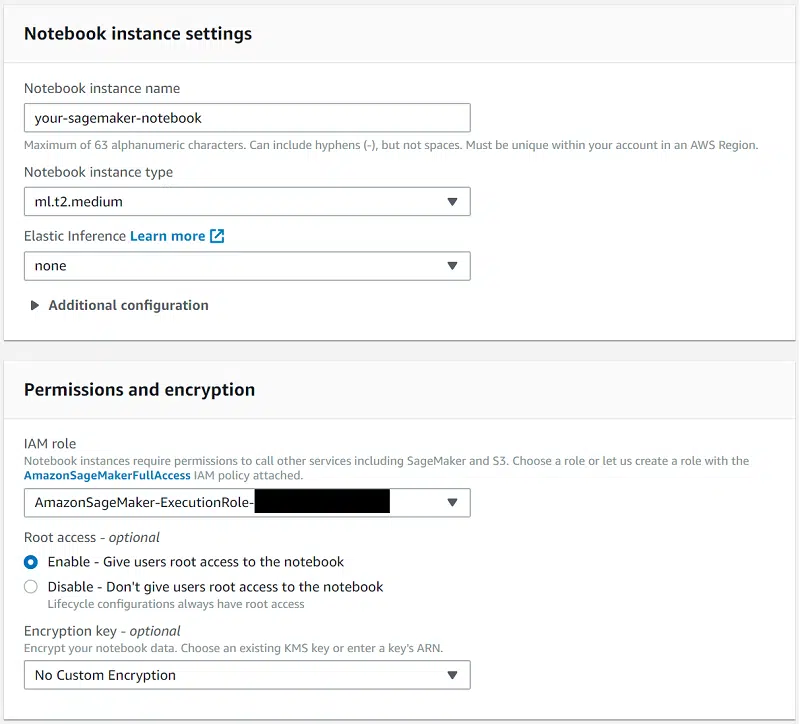 Notebook instance settings
Notebook instance name
your-sagemaker-notebook
Maximum of 63 alphanumeric characters. Can include hyphens (-), but not spaces. Must be unique within your account in an AWS Region.
Notebook instance type
ml.t2.medium
Elastic Inference Learn more
none
Additional configuration
Permissions and encryption
IAM role
Notebook instances require permissions to call other services including SageMaker and S3. Choose a role or let us create a role with the
AmazonSageMakerFullAccess IAM policy attached.
AmazonSageMaker-ExecutionRole-
Root access - optional
Enable - Give users root access to the notebook
Disable - Don't give users root access to the notebook
Lifecycle configurations always have root access
Encryption key - optional
Encrypt your notebook data. Choose an existing KMS key or enter a key's ARN.
No Custom Encryption